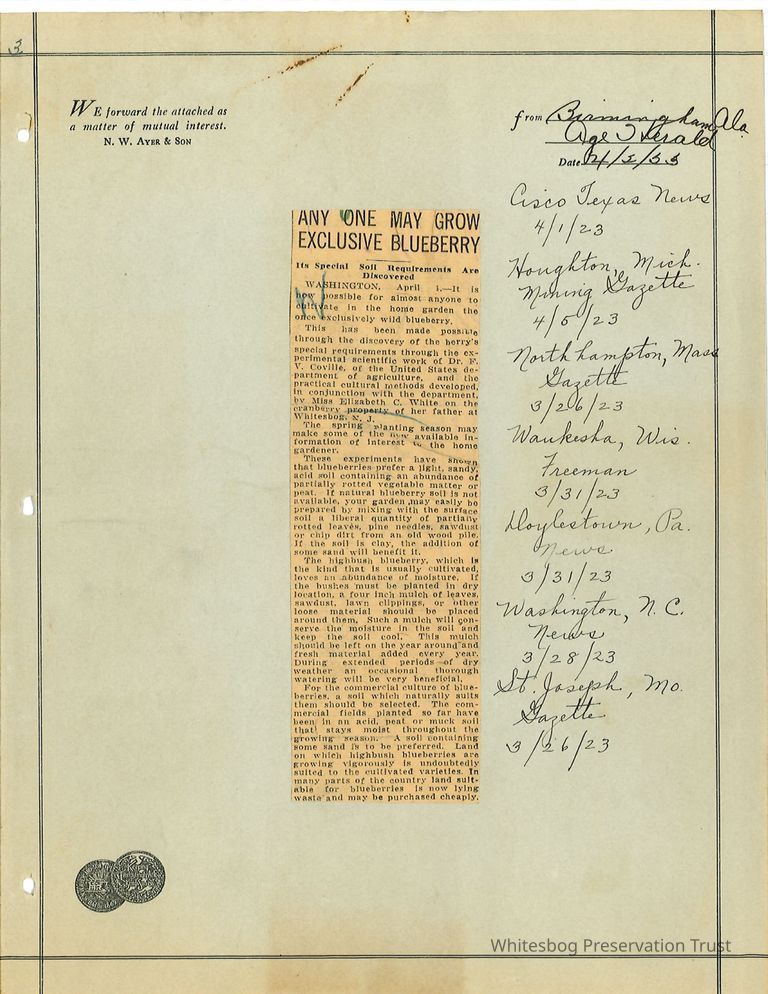 3
WE forward the attached as
a matter of mutual interest.
N. W. AYER & SON
from Birmingham Ala
Age Herald
Date 4/2/23
ANY ONE MAY GROW
EXCLUSIVE BLUEBERRY
Its Special Soil Requirements Are
Discovered
WASHINGTON, April 1.—It is
now possible for almost anyone to
cultivate in the home garden the
once exclusively wild blueberry.
This has been made possible
through the discovery of the berry's
special requirements through the ex-
perimental scientific work of Dr. F.
V. Coville, of the United States de-
partment of agriculture, and the
practical cultural methods developed,
in conjunction with the department,
by Miss Elizabeth C. White on the
cranberry property of her father at
Whitesbog, N. J.
The spring planting season may
make some of the new available in-
formation of interest to the home
gardener.
These experiments have shown
that blueberries prefer a light, sandy,
acid soil containing an abundance of
partially rotted vegetable matter or
peat. If natural blueberry soil is not
available, your garden may easily be
prepared by mixing with the surface
soil a liberal quantity of partially
rotted leaves, pine needles, sawdust
or chip dirt from an old wood pile.
If the soil is clay, the addition of
some sand will benefit it.
The highbush blueberry, which is
the kind that is usually cultivated,
loves an abundance of moisture. If
the bushes must be planted in dry
location, a four inch mulch of leaves,
sawdust, lawn clippings, or other
loose material should be placed
around them. Such a mulch will con-
serve the moisture in the soil and
keep the soil cool. This mulch
should be left on the year around and
fresh material added every year.
During extended periods of dry
weather an occasional thorough
watering will be very beneficial.
For the commercial culture of blue-
berries, a soil which naturally suits
them should be selected. The com-
mercial fields planted so far have
been in an acid, peat or muck soil
that stays moist throughout the
growing season. A soil containing
some sand is to be preferred. Land
on which highbush blueberries are
growing vigorously is undoubtedly
suited to the cultivated varieties. In
many parts of the country land suit-
able for blueberries is now lying
waste and may be purchased cheaply.
Cisco Texas News
4/1/23
Houghton, Mich.
Mining Gazette
4/5/23
Northhampton, Mass
Gazette
3/26/23
Waukesha, Wis.
Freeman
3/31/23
Doylestown, Pa.
News
3/31/23
Washington, N.C.
News
3/28/23
St. Joseph, Mo.
Gazette
3/26/23
Whitesbog Preservation Trust